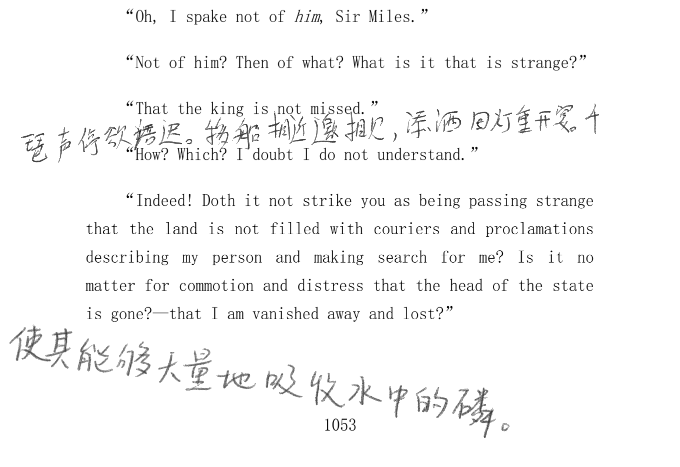 “Oh, I spake not of him, Sir Miles.”
“Not of him? Then of what? What is it that is strange?”
“That the king is not missed.”
琶声停欲语迟。移船相近邀相见，添酒回灯重开宴。千
“How? Which? I doubt I do not understand.”
“Indeed! Doth it not strike you as being passing strange
that the land is not filled with couriers and proclamations
describing my person and making search for me? Is it no
matter for commotion and distress that the head of the state
is gone?—that I am vanished away and lost?”
使其能够大量地吸收水中的磷。
1053